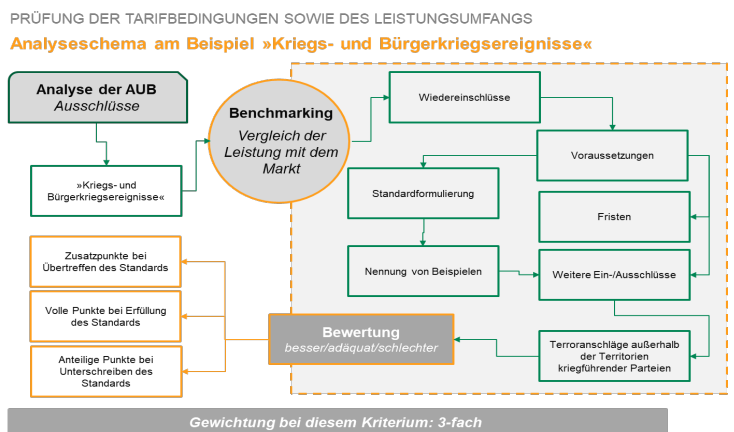 PRÜFUNG DER TARIFBEDINGUNGEN SOWIE DES LEISTUNGSUMFANGS
Analyseschema am Beispiel »Kriegs- und Bürgerkriegsereignisse«
Analyse der AUB
Ausschlüsse
»Kriegs- und
Bürgerkriegsereignisse«
Benchmarking
Vergleich der
Leistung mit dem
Markt
Wiedereinschlüsse
Voraussetzungen
Standardformulierung
Fristen
Nennung von Beispielen
Weitere Ein-/Ausschlüsse
Terroranschläge außerhalb
der Territorien
kriegführender Parteien
Bewertung
besser/adäquat/schlechter
Zusatzpunkte bei
Übertreffen des Standards
Volle Punkte bei Erfüllung
des Standards
Anteilige Punkte bei
Unterschreiben des
Standards
Gewichtung bei diesem Kriterium: 3-fach